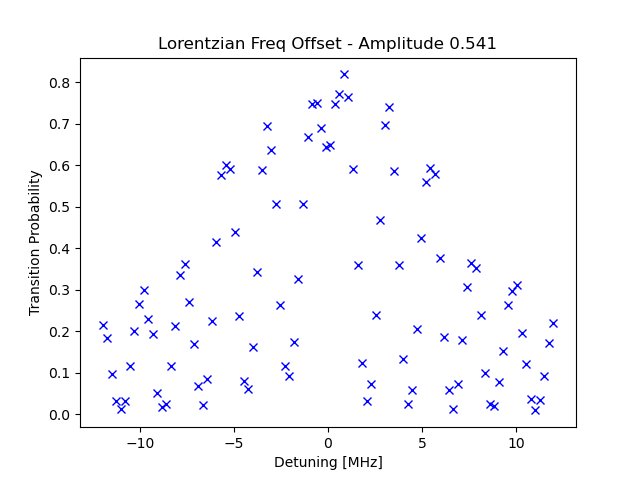 Lorentzian Freq Offset - Amplitude 0.541
Transition Probability
0.8
0.7
0.6
0.5
0.4
0.3
0.2
0.1
0.0
−10 −5 0 5 10
Detuning [MHz]